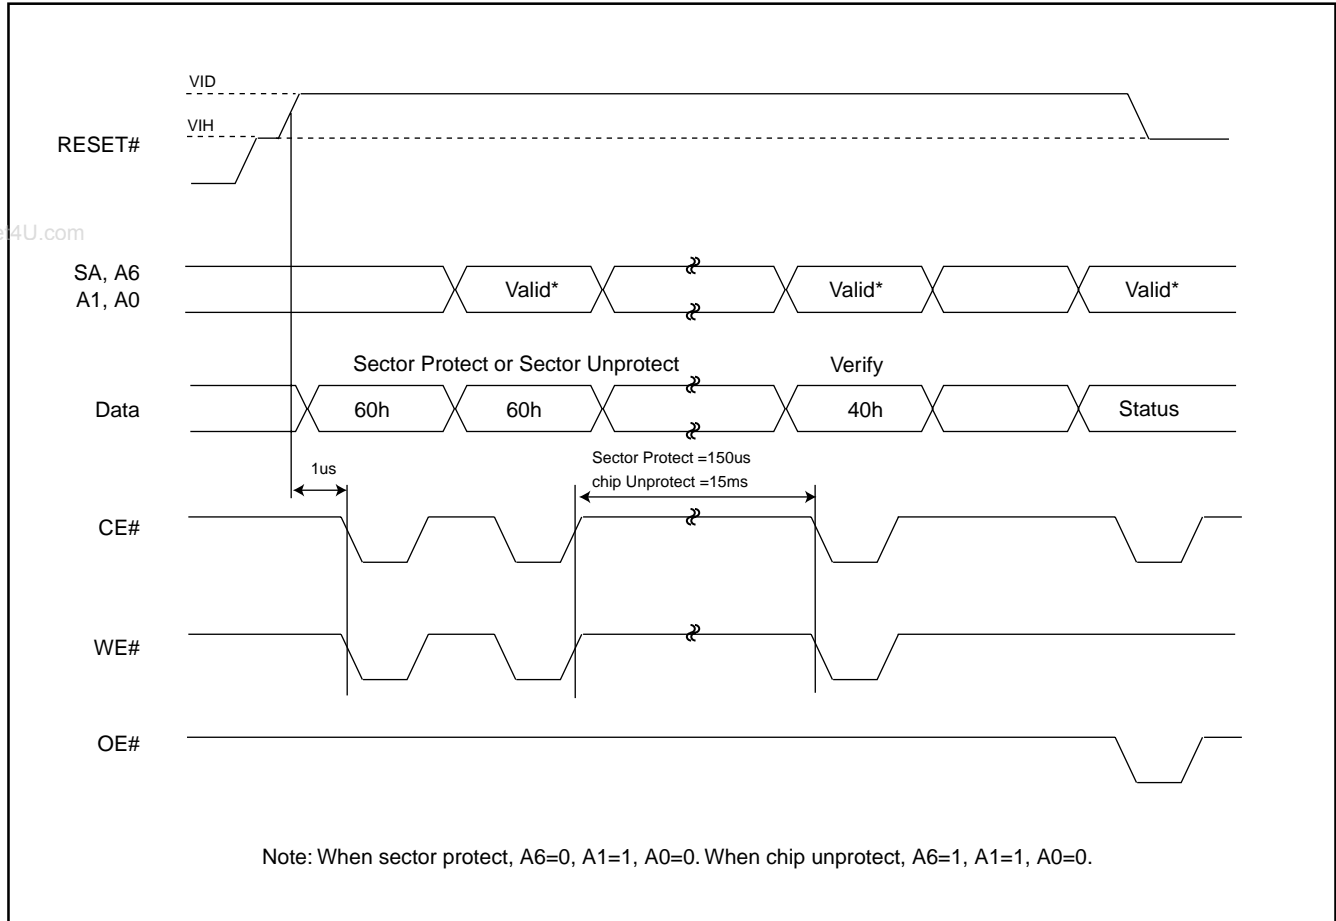 VID
VIH
RESET#
et4U.com
SA, A6
A1, A0
Valid*
Valid*
Valid*
Sector Protect or Sector Unprotect
Verify
Data
60h
60h
40h
Status
1us
Sector Protect =150us
chip Unprotect =15ms
CE#
WE#
OE#
Note: When sector protect, A6=0, A1=1, A0=0. When chip unprotect, A6=1, A1=1, A0=0.